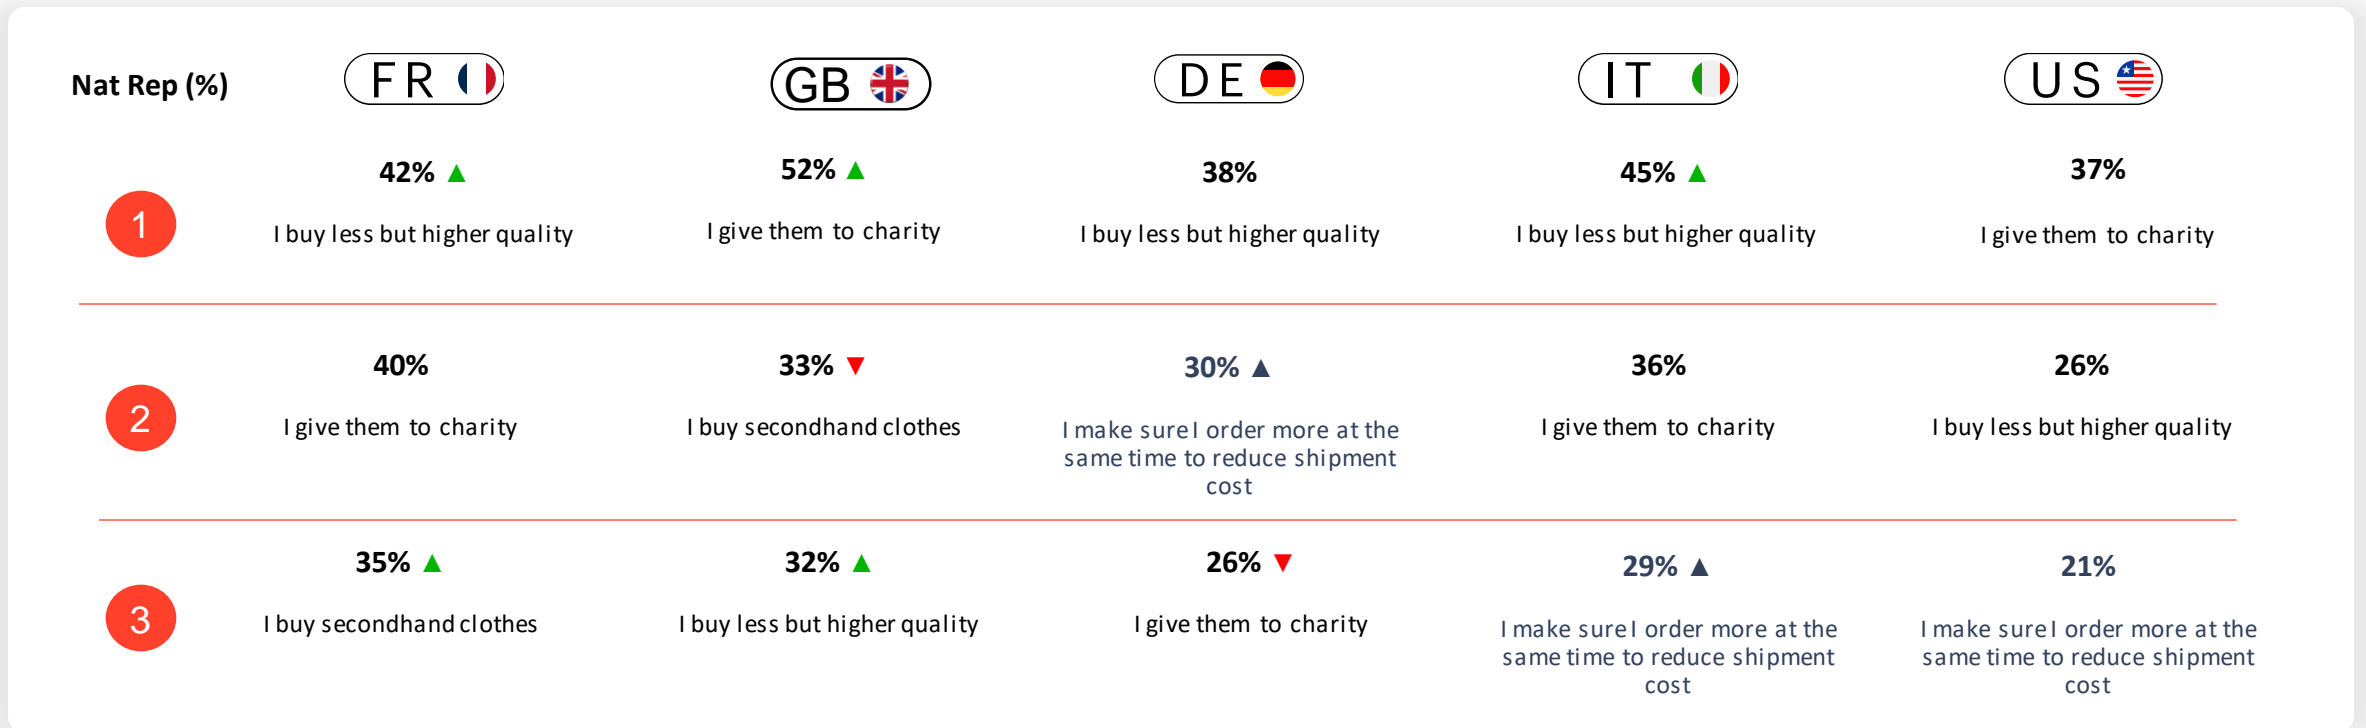 Nat Rep (%)
FR
GB
DE
IT
US
1
42% ▲
52% ▲
38%
45% ▲
37%
I buy less but higher quality
I give them to charity
I buy less but higher quality
I buy less but higher quality
I give them to charity
2
40%
33% ▼
30% ▲
36%
26%
I give them to charity
I buy secondhand clothes
I make sure I order more at the
same time to reduce shipment
cost
I give them to charity
I buy less but higher quality
3
35% ▲
32% ▲
26% ▼
29% ▲
21%
I buy secondhand clothes
I buy less but higher quality
I give them to charity
I make sure I order more at the
same time to reduce shipment
cost
I make sure I order more at the
same time to reduce shipment
cost